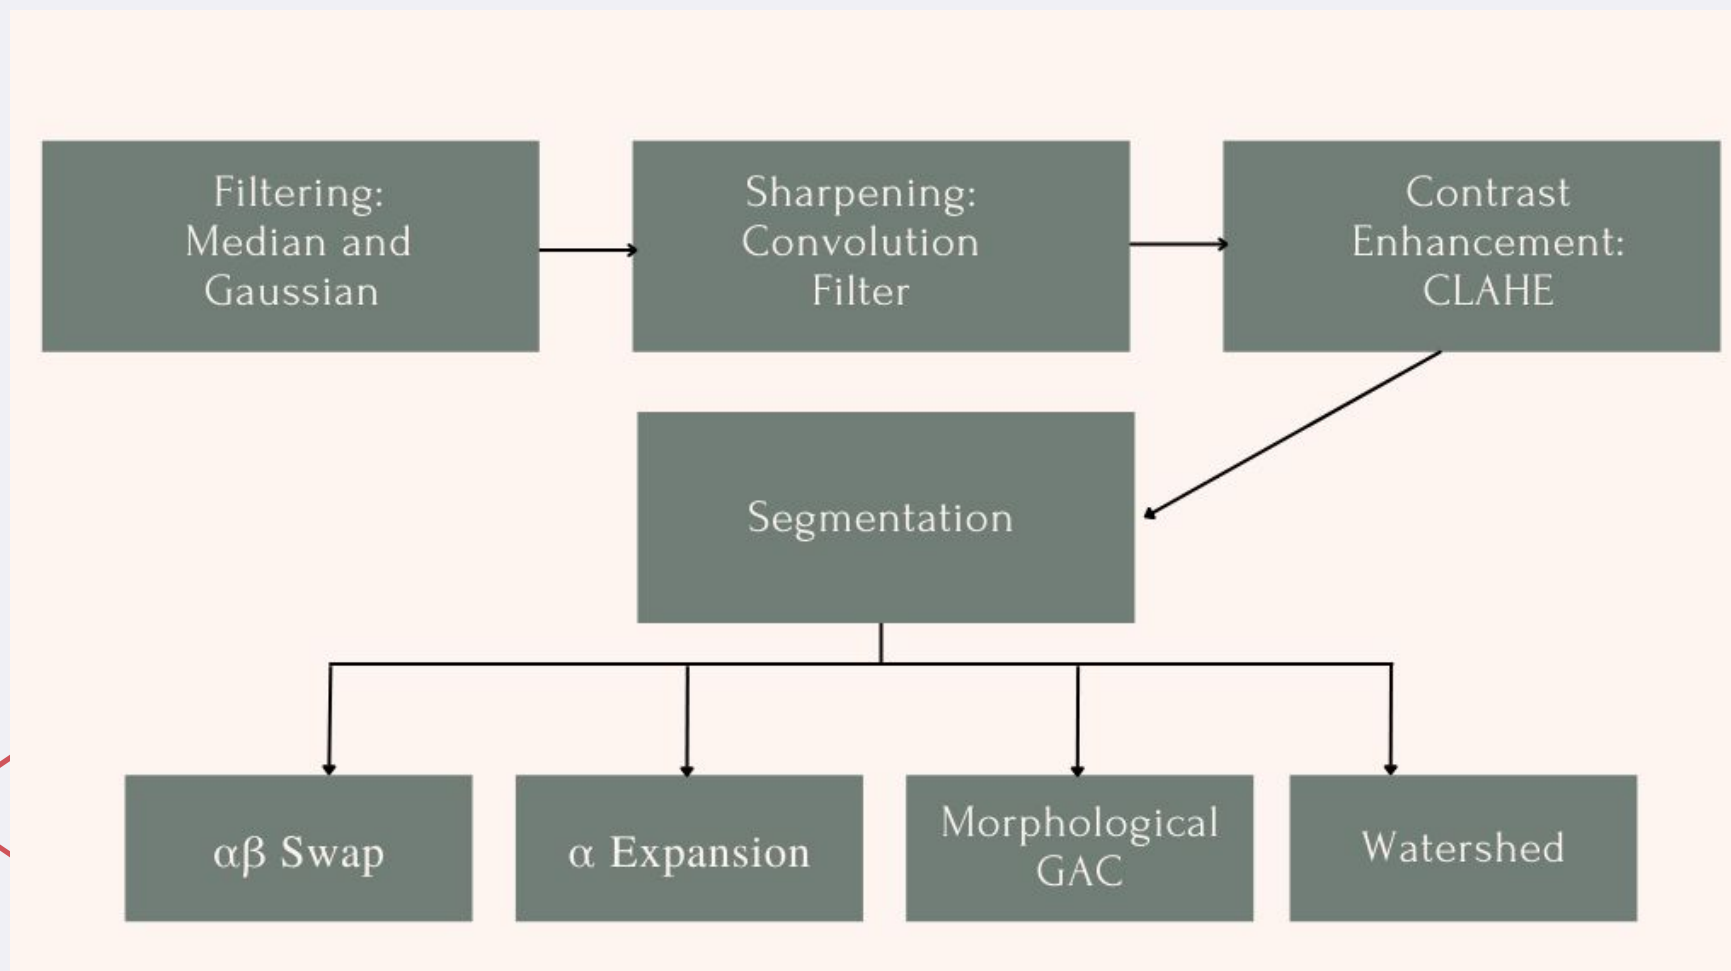 Filtering:
Median and
Gaussian
Sharpening:
Convolution
Filter
Contrast
Enhancement:
CLAHE
Segmentation
αβ Swap
α Expansion
Morphological
GAC
Watershed